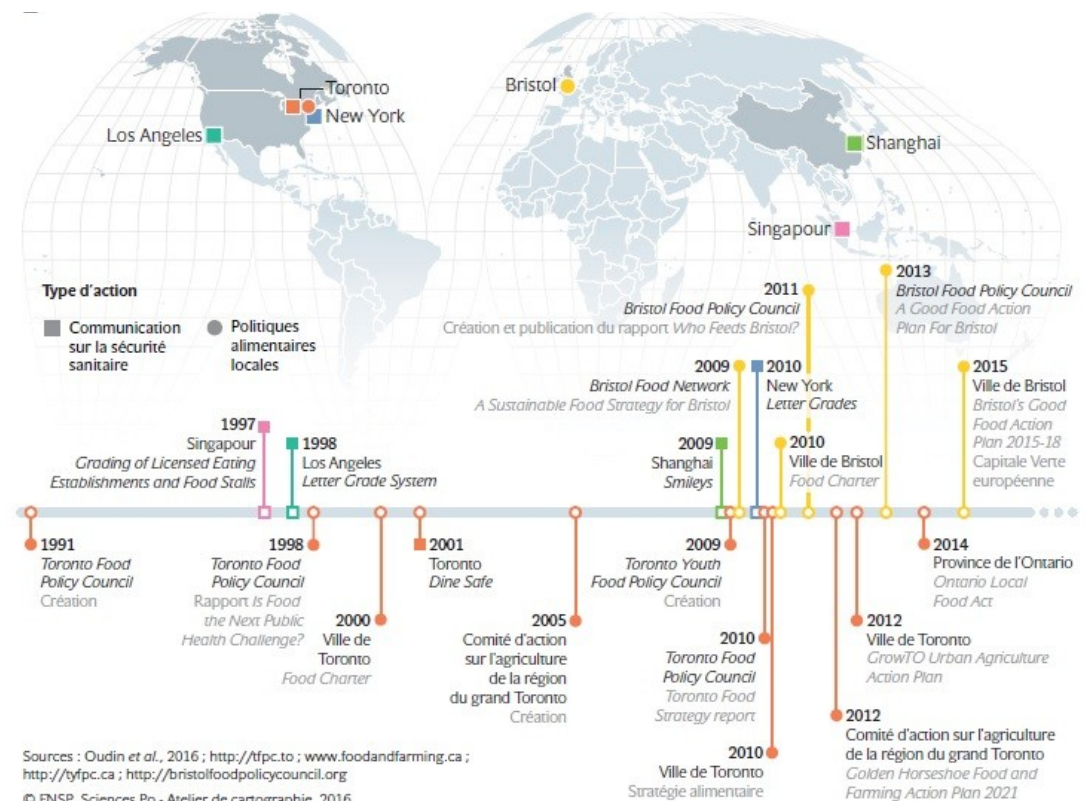 Toronto
New York
Los Angeles
Bristol
Shanghai
Singapour
Type d'action
Communication
sur la sécurité
sanitaire
Politiques
alimentaires
locales
1997
Singapour
Grading of Licensed Eating
Establishments and Food Stalls
1998
Los Angeles
Letter Grade System
2009
Shanghai
Smileys
2009
Bristol Food Network
A Sustainable Food Strategy for Bristol
2010
New York
Letter Grades
2010
Ville de Bristol
Food Charter
2011
Bristol Food Policy Council
Création et publication du rapport Who Feeds Bristol?
2013
Bristol Food Policy Council
A Good Food Action
Plan For Bristol
2015
Ville de Bristol
Bristol's Good
Food Action
Plan 2015-18
Capitale Verte
européenne
1991
Toronto Food
Policy Council
Création
1998
Toronto Food
Policy Council
Rapport Is Food
the Next Public
Health Challenge?
2000
Ville de
Toronto
Food Charter
2001
Toronto
Dine Safe
2005
Comité d'action
sur l'agriculture
de la région
du grand Toronto
Création
2009
Toronto Youth
Food Policy Council
Création
2010
Toronto Food
Policy Council
Toronto Food
Strategy report
2010
Ville de Toronto
Stratégie alimentaire
2012
Comité d'action sur l'agriculture
de la région du grand Toronto
Golden Horseshoe Food and
Farming Action Plan 2021
2012
Ville de Toronto
GrowTO Urban Agriculture
Action Plan
2014
Province de l'Ontario
Ontario Local
Food Act
Sources : Oudin et al., 2016 ; http://tfpc.to ; www.foodandfarming.ca ;
http://tyfpc.ca ; http://bristolfoodpolicycouncil.org
© FNSP. Sciences Po - Atelier de cartographie, 2016